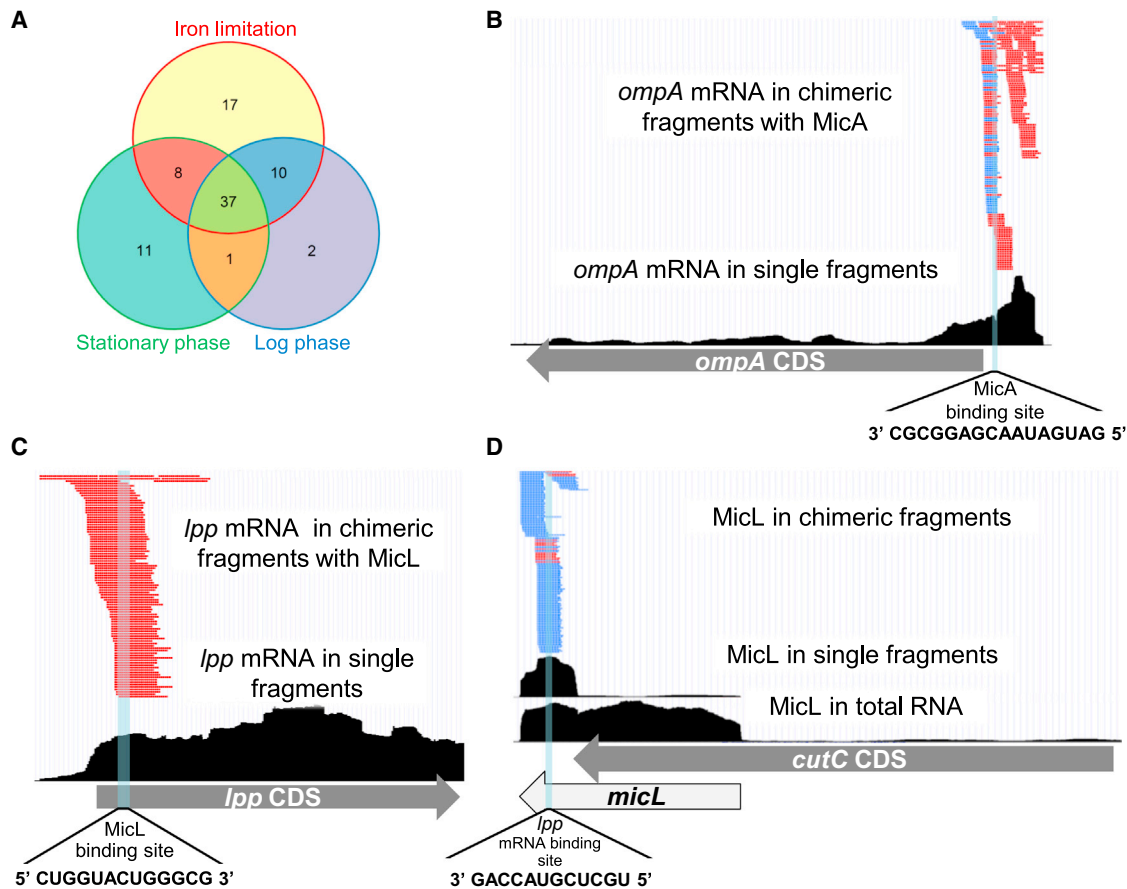 A
Iron limitation
17
8
10
37
11
1
2
Stationary phase
Log phase
B
ompA mRNA in chimeric
fragments with MicA
ompA mRNA in single fragments
ompA CDS
MicA
binding site
3’ CGCGGAGCAAUAGUAG 5’
C
lpp mRNA in chimeric
fragments with MicL
lpp mRNA in single
fragments
lpp CDS
MicL
binding site
5’ CUGGUACUGGGCG 3’
D
MicL in chimeric fragments
MicL in single fragments
MicL in total RNA
cutC CDS
micL
lpp
mRNA binding
site
3’ GACCAUGCUCGU 5’